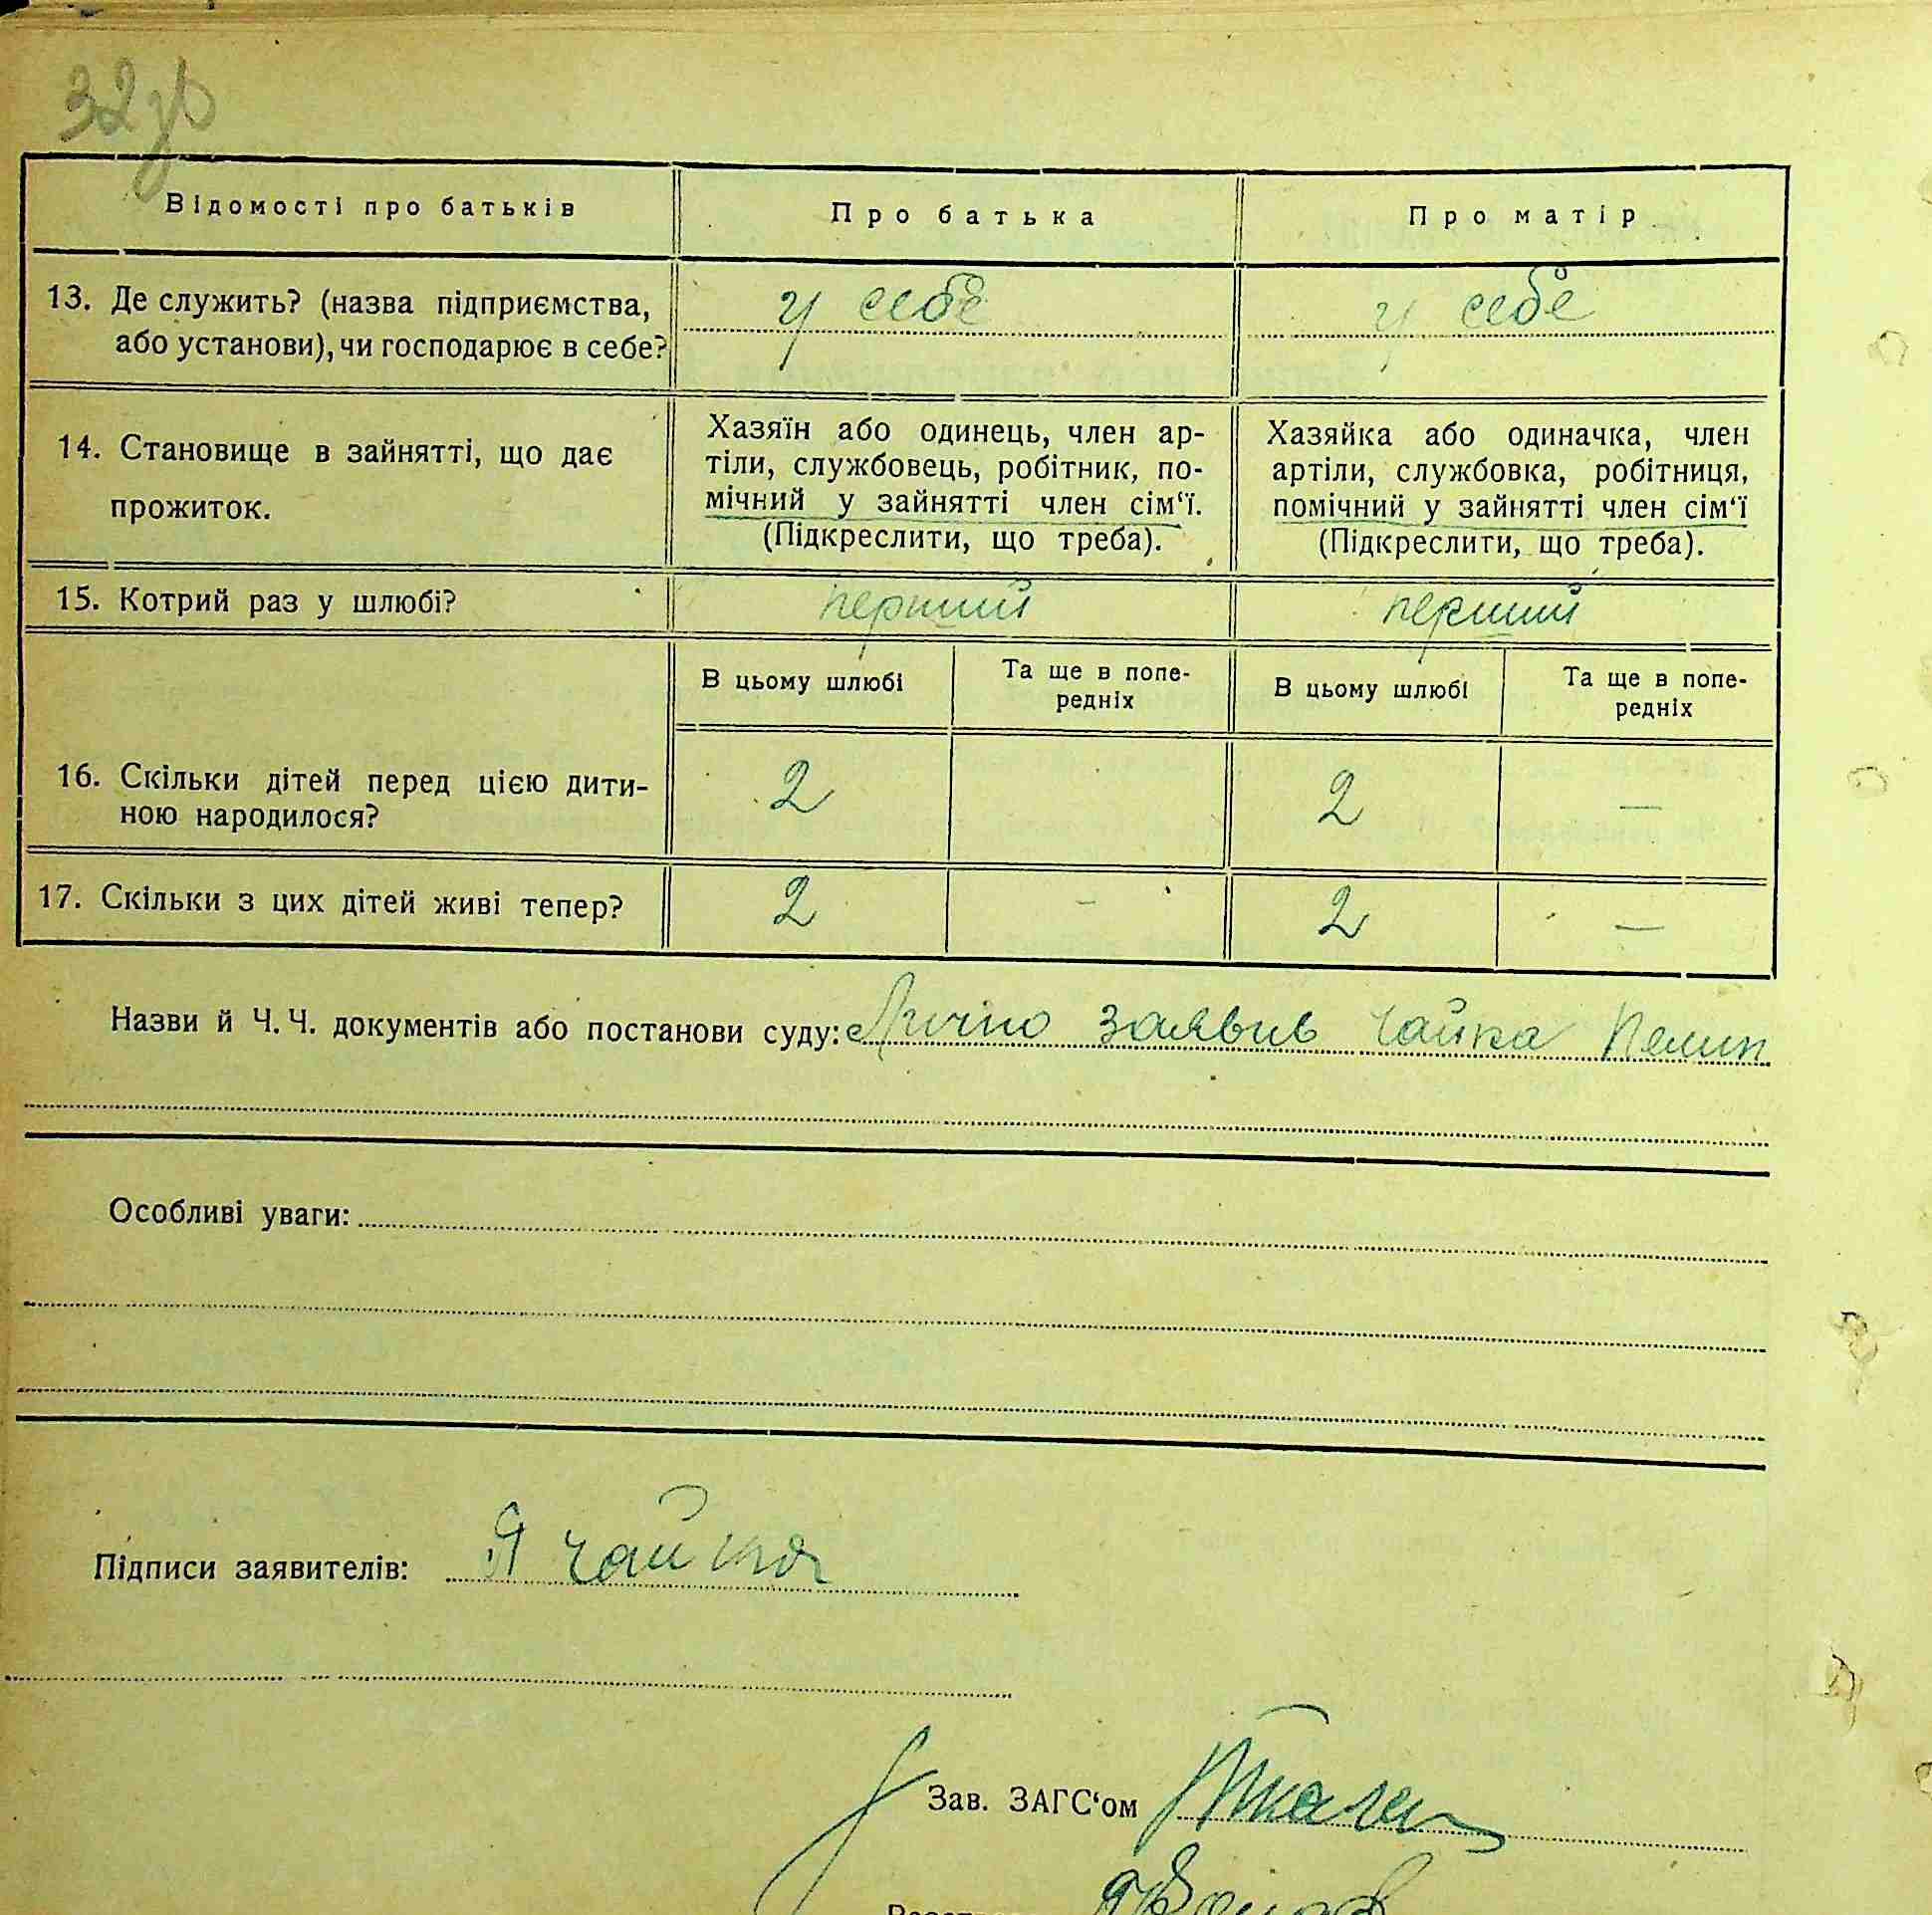 32зв
Відомості про батьків
Про батька
Про матір
13. Де служить? (назва підприємства,
або установи), чи господарює в себе?
у себе
у себе
14. Становище в зайнятті, що дає
прожиток.
Хазяїн або одинець, член ар-
тіли, службовець, робітник, по-
мічний у зайнятті член сім‘ї.
(Підкреслити, що треба).
Хазяйка або одиначка, член
артіли, службовка, робітниця,
помічний у зайнятті член сім‘ї
(Підкреслити, що треба).
15. Котрий раз у шлюбі?
перший
перший
В цьому шлюбі
Та ще в попе-
редніх
В цьому шлюбі
Та ще в попе-
редніх
16. Скільки дітей перед цією дити-
ною народилося?
2
2
—
17. Скільки з цих дітей живі тепер?
2
-
2
—
Назви й Ч. Ч. документів або постанови суду: Лично заявив Чайка Пелип
Особливі уваги:
Підписи заявителів: Я Чайка
Зав. ЗАГС‘ом